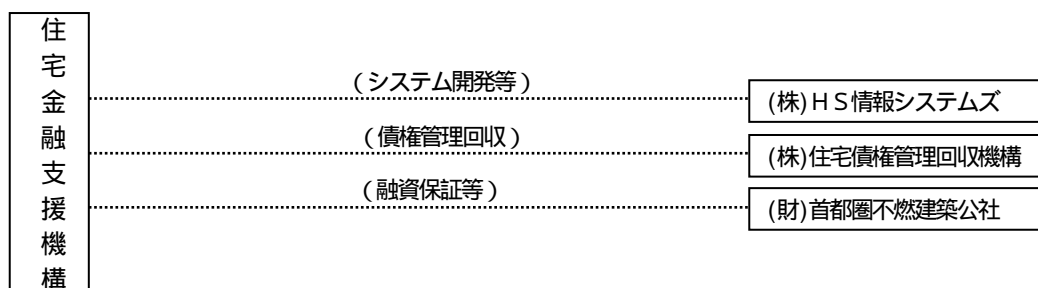 住宅金融支援機構
(システム開発等)
(株)HS情報システムズ
(債権管理回収)
(株)住宅債権管理回収機構
(融資保証等)
(財)首都圏不燃建築公社